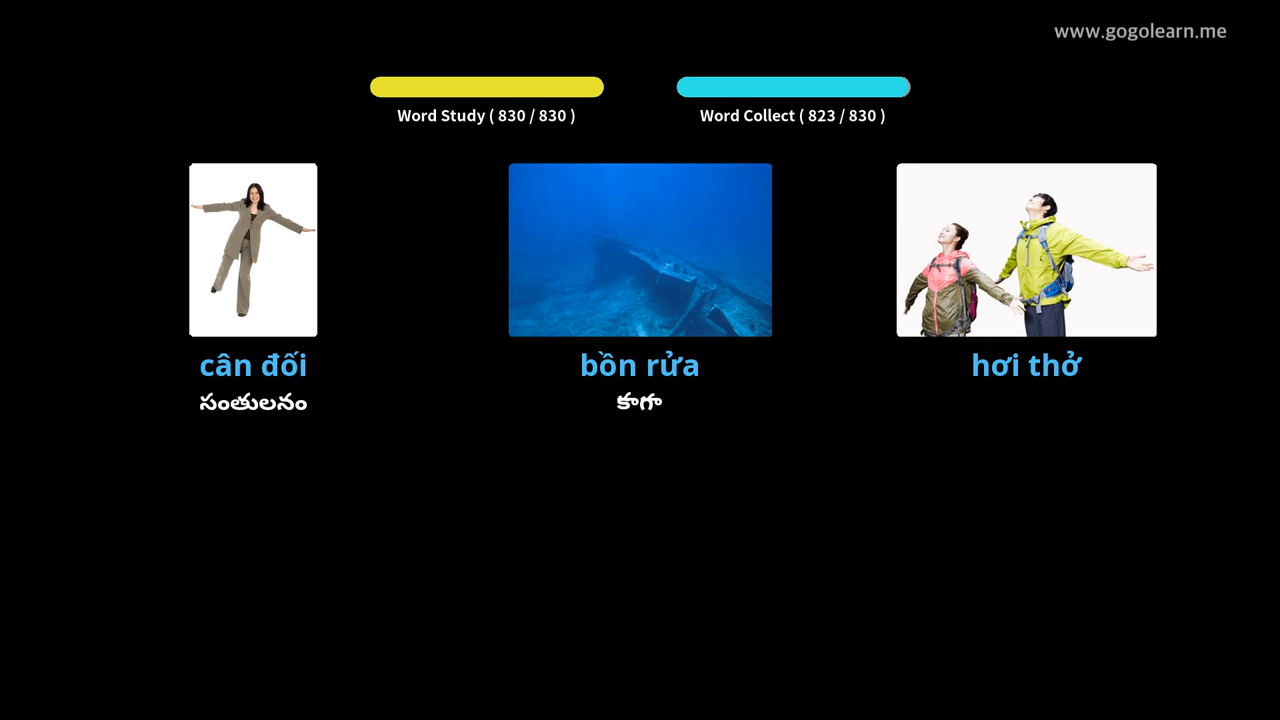 www.gogolearn.me
Word Study ( 830 / 830 )
Word Collect ( 823 / 830 )
cân đối
సంతులనం
bồn rửa
కాగా
hơi thở